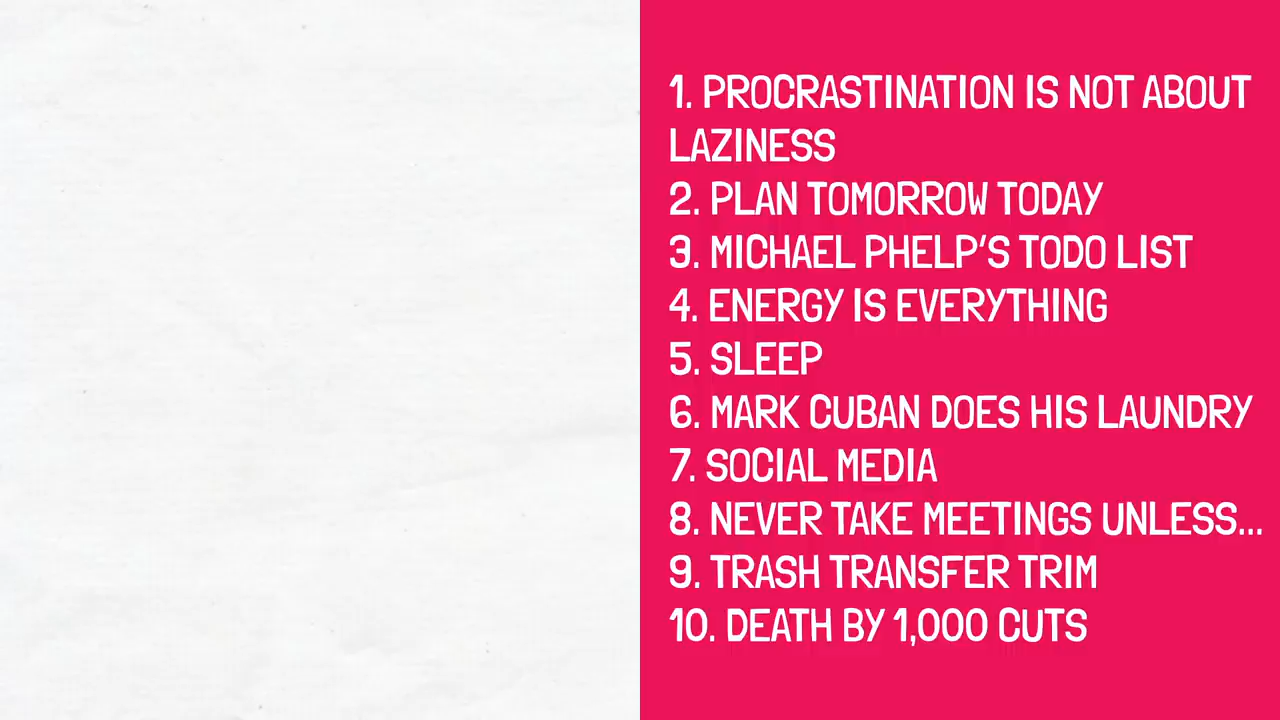 1. PROCRASTINATION IS NOT ABOUT
LAZINESS
2. PLAN TOMORROW TODAY
3. MICHAEL PHELP'S TODO LIST
4. ENERGY IS EVERYTHING
5. SLEEP
6. MARK CUBAN DOES HIS LAUNDRY
7. SOCIAL MEDIA
8. NEVER TAKE MEETINGS UNLESS...
9. TRASH TRANSFER TRIM
10. DEATH BY 1,000 CUTS